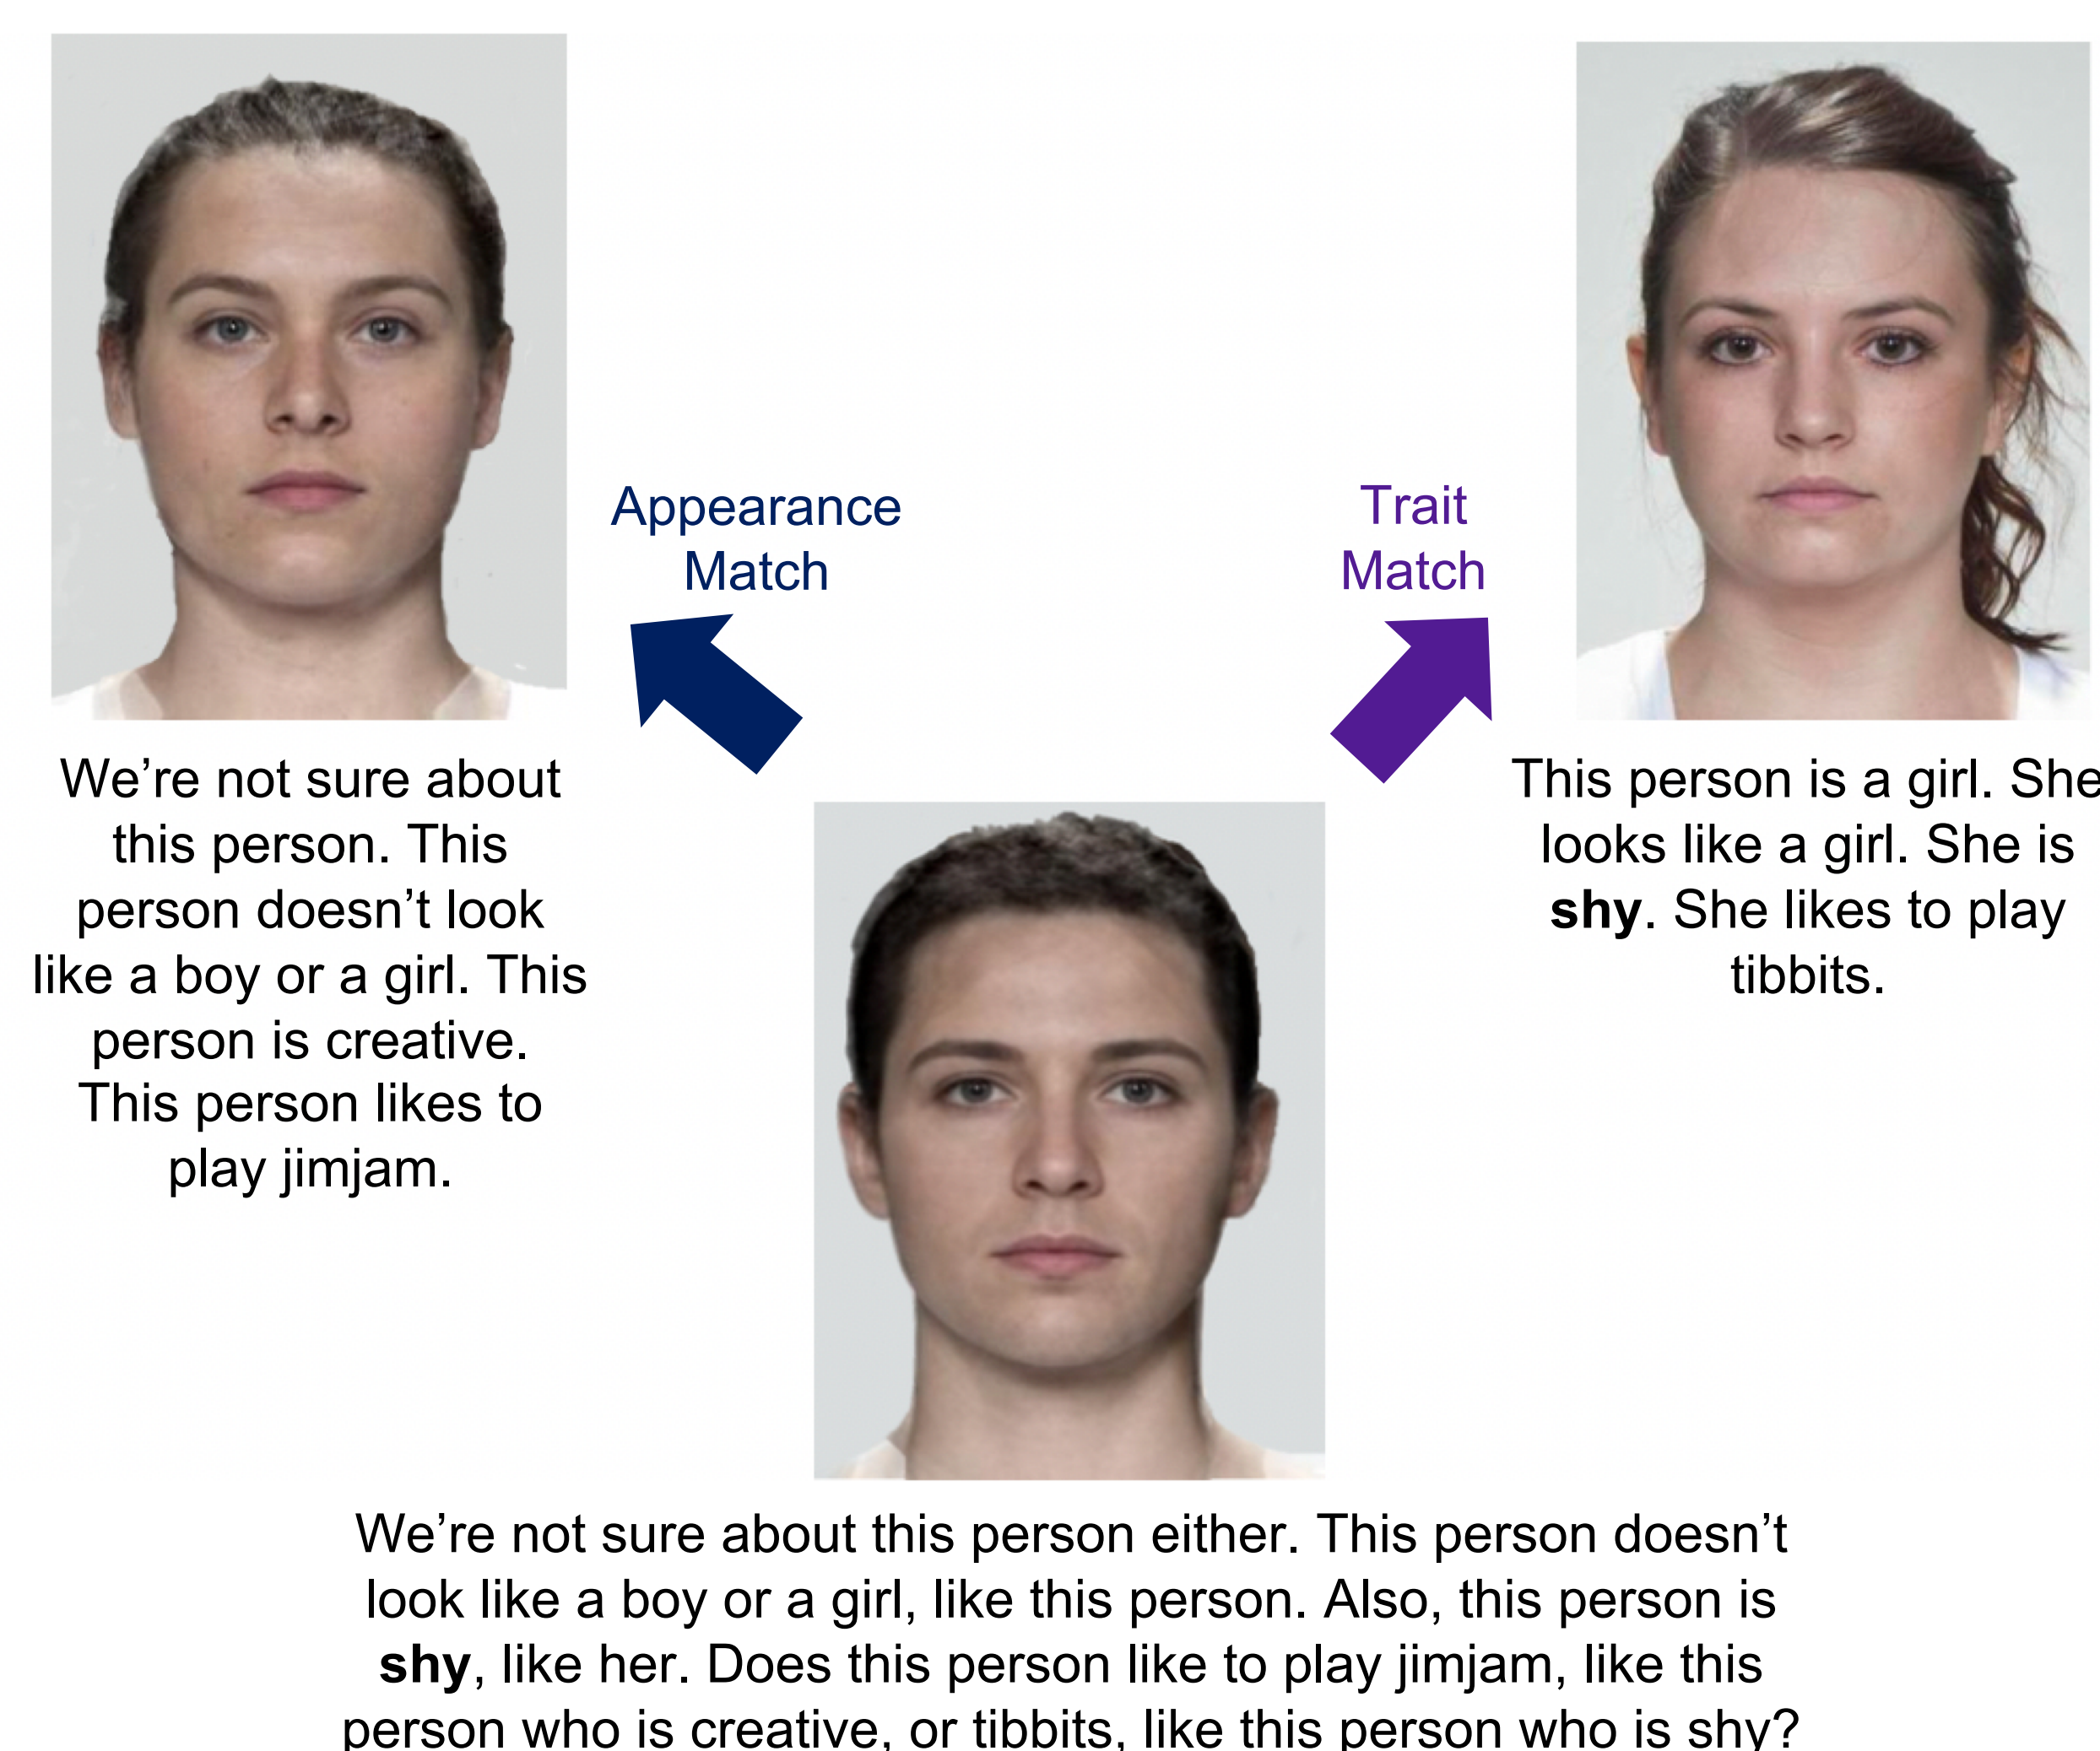 Appearance
Match
Trait
Match
We're not sure about
this person. This
person doesn't look
like a boy or a girl. This
person is creative.
This person likes to
play jimjam.
This person is a girl. She
looks like a girl. She is
shy. She likes to play
tibbits.
We're not sure about this person either. This person doesn't
look like a boy or a girl, like this person. Also, this person is
shy, like her. Does this person like to play jimjam, like this
person who is creative, or tibbits, like this person who is shy?